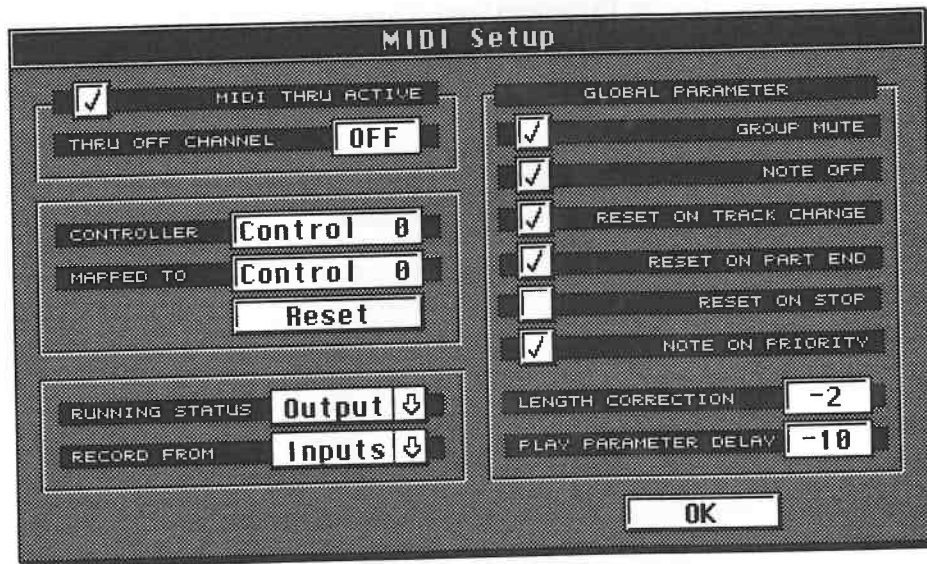 MIDI Setup
MIDI THRU ACTIVE
THRU OFF CHANNEL OFF
CONTROLLER Control 0
MAPPED TO Control 0
Reset
RUNNING STATUS Output
RECORD FROM Inputs
GLOBAL PARAMETER
GROUP MUTE
NOTE OFF
RESET ON TRACK CHANGE
RESET ON PART END
RESET ON STOP
NOTE ON PRIORITY
LENGTH CORRECTION -2
PLAY PARAMETER DELAY -10
OK